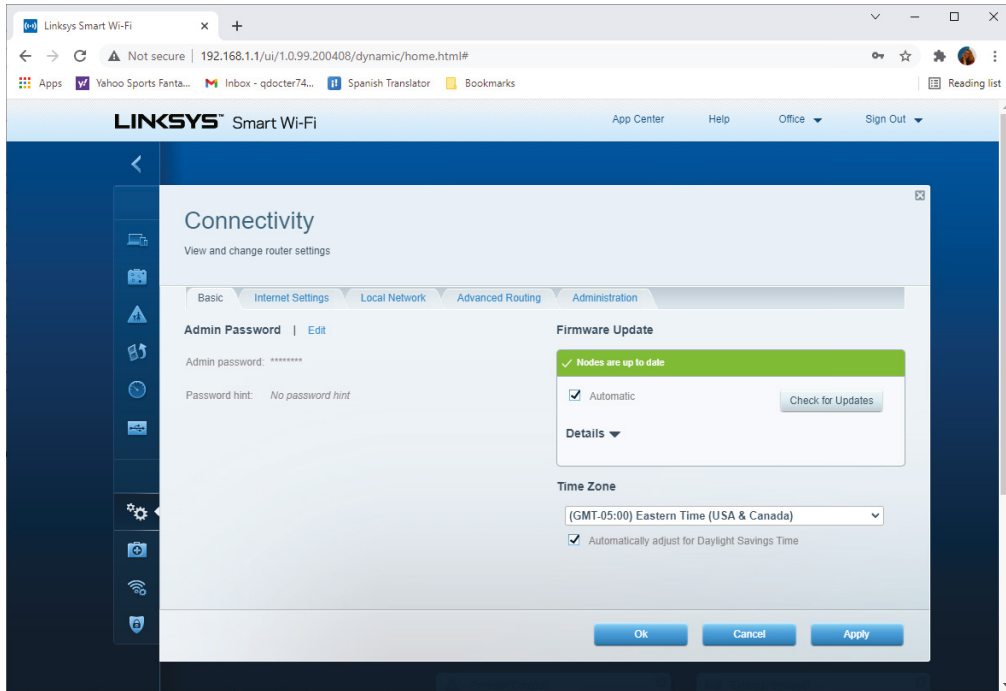 Linksys Smart Wi-Fi
Not secure | 192.168.1.1/ui/1.0.99.200408/dynamic/home.html#
Apps Yahoo Sports Fanta... Inbox - qdocter74... Spanish Translator Bookmarks Reading list
LINKSYS™ Smart Wi-Fi App Center Help Office Sign Out
Connectivity
View and change router settings
Basic Internet Settings Local Network Advanced Routing Administration
Admin Password | Edit
Admin password: ********
Password hint: No password hint
Firmware Update
Nodes are up to date
Automatic Check for Updates
Details
Time Zone
(GMT-05:00) Eastern Time (USA & Canada)
Automatically adjust for Daylight Savings Time
Ok Cancel Apply